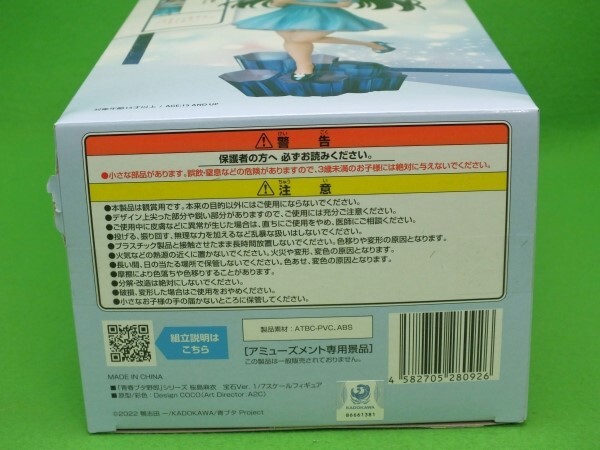 対象年齢15才以上 / AGE:15 AND UP
けい こく
警告
保護者の方へ 必ずお読みください。
●小さな部品があります。誤飲・窒息などの危険がありますので、3歳未満のお子様には絶対に与えないでください。
ちゅう い
注意
●本製品は観賞用です。本来の目的以外にはご使用にならないでください。
●デザイン上尖った部分や鋭い部分がありますので、ご使用には充分ご注意ください。
●ご使用中に皮膚などに異常が生じた場合は、直ちにご使用をやめ、医師にご相談ください。
●投げる、振り回す、無理な力を加えるなど乱暴な扱いはしないでください。
●プラスチック製品と接触させたまま長時間放置しないでください。色移りや変形の原因となります。
●火気などの熱源の近くに置かないでください。火災や変形、変色の原因となります。
●長い間、日の当たる場所で保管しないでください。色あせ、変色の原因となります。
●摩擦により色落ちや色移りすることがあります。
●分解・改造は絶対にしないでください。
●破損、変形した場合はご使用をおやめください。
●小さなお子様の手の届かないところに保管してください。
組立説明は
こちら
製品素材：ATBC-PVC、ABS
[アミューズメント専用景品]
この製品は一般販売されておりません。
4 582705 280926
MADE IN CHINA
■「青春ブタ野郎」シリーズ 桜島麻衣 宝石Ver. 1/7スケールフィギュア
■原型/彩色：Design COCO(Art Director:A2C)
©2022 鴨志田 一/KADOKAWA/青ブタ Project
KADOKAWA